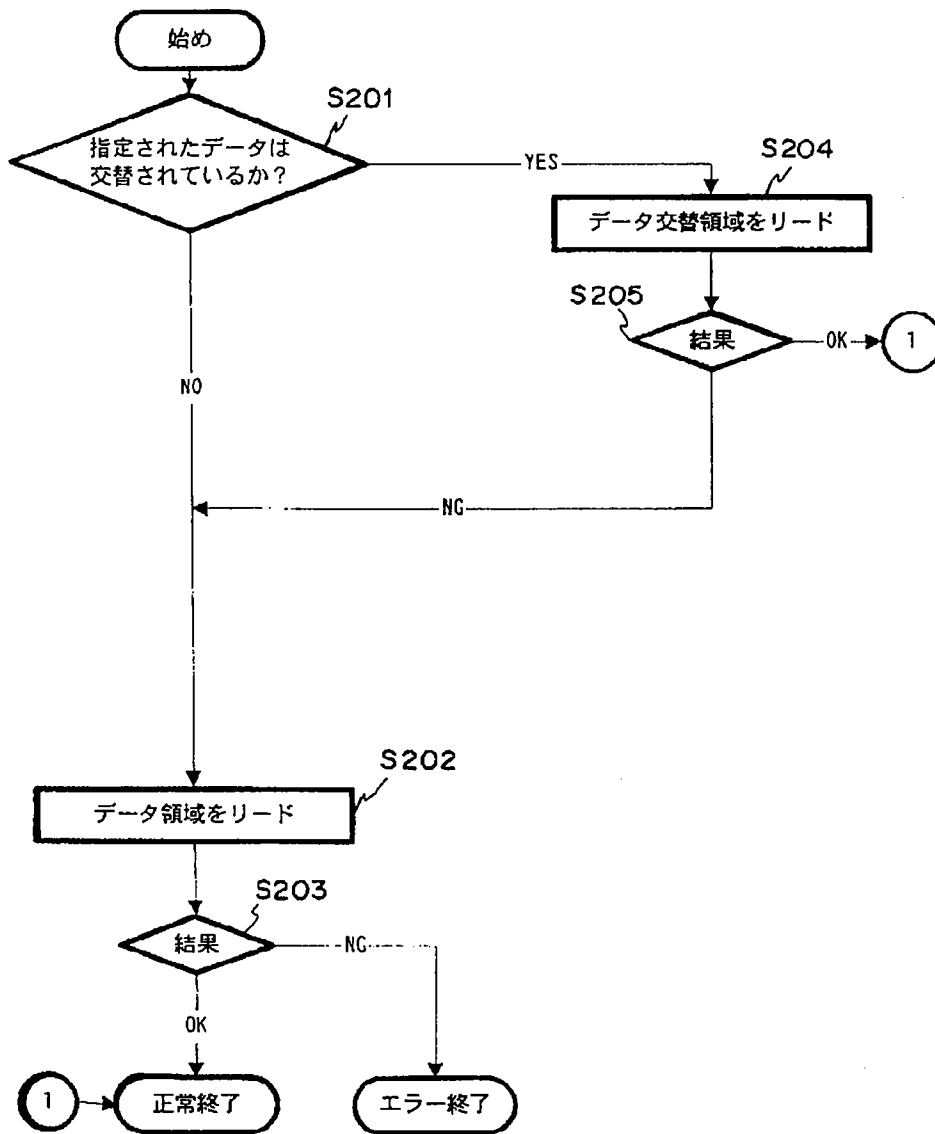 始め
S201
指定されたデータは
交替されているか？
YES
S204
データ交替領域をリード
S205
結果
OK
1
NO
NG
S202
データ領域をリード
S203
結果
NG
OK
1
正常終了
エラー終了